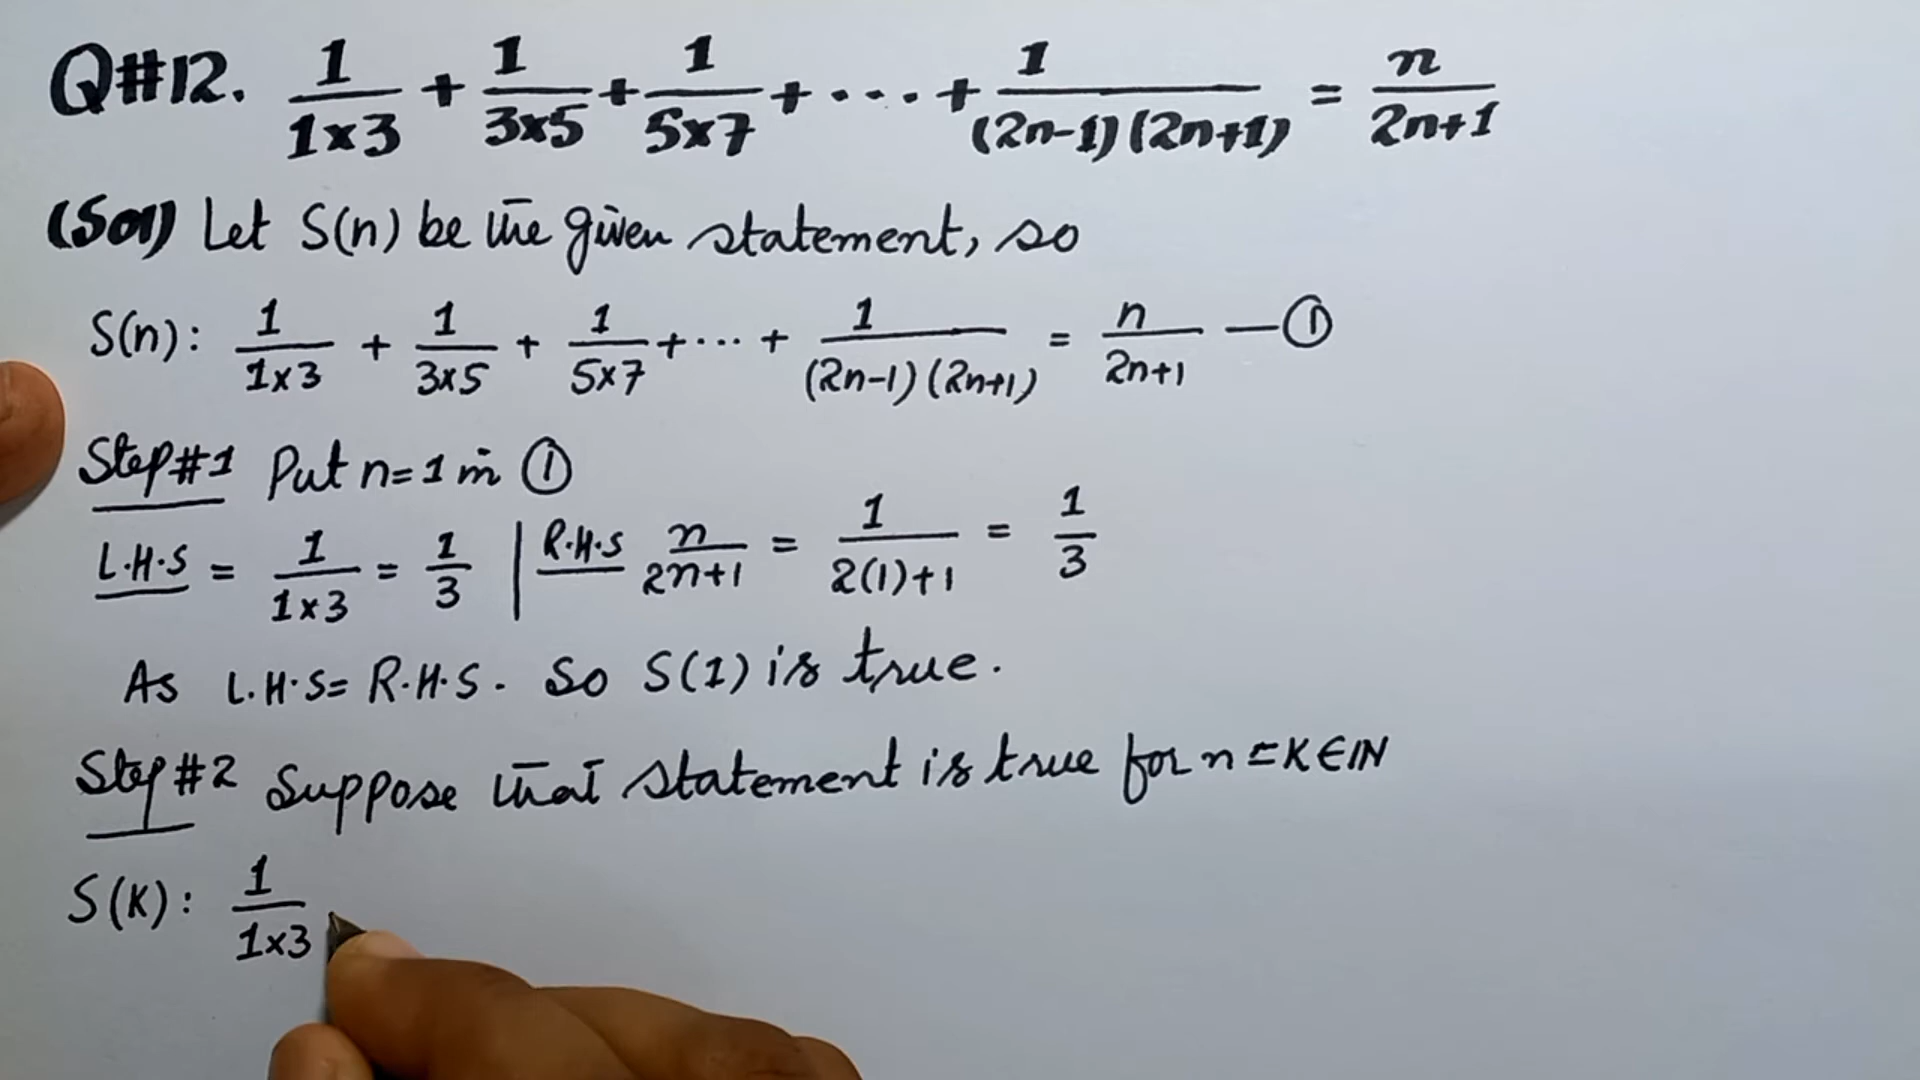 Q#12. 1/1×3 + 1/3×5 + 1/5×7 + ... + 1/(2n-1)(2n+1) = n/2n+1
(Sol) Let S(n) be the given statement, so
S(n): 1/1×3 + 1/3×5 + 1/5×7 + ... + 1/(2n-1)(2n+1) = n/2n+1 — ①
Step#1 Put n=1 in ①
L.H.S = 1/1×3 = 1/3 | R.H.S n/2n+1 = 1/2(1)+1 = 1/3
As L.H.S = R.H.S. So S(1) is true.
Step#2 Suppose that statement is true for n=K∈ℕ
S(K): 1/1×3